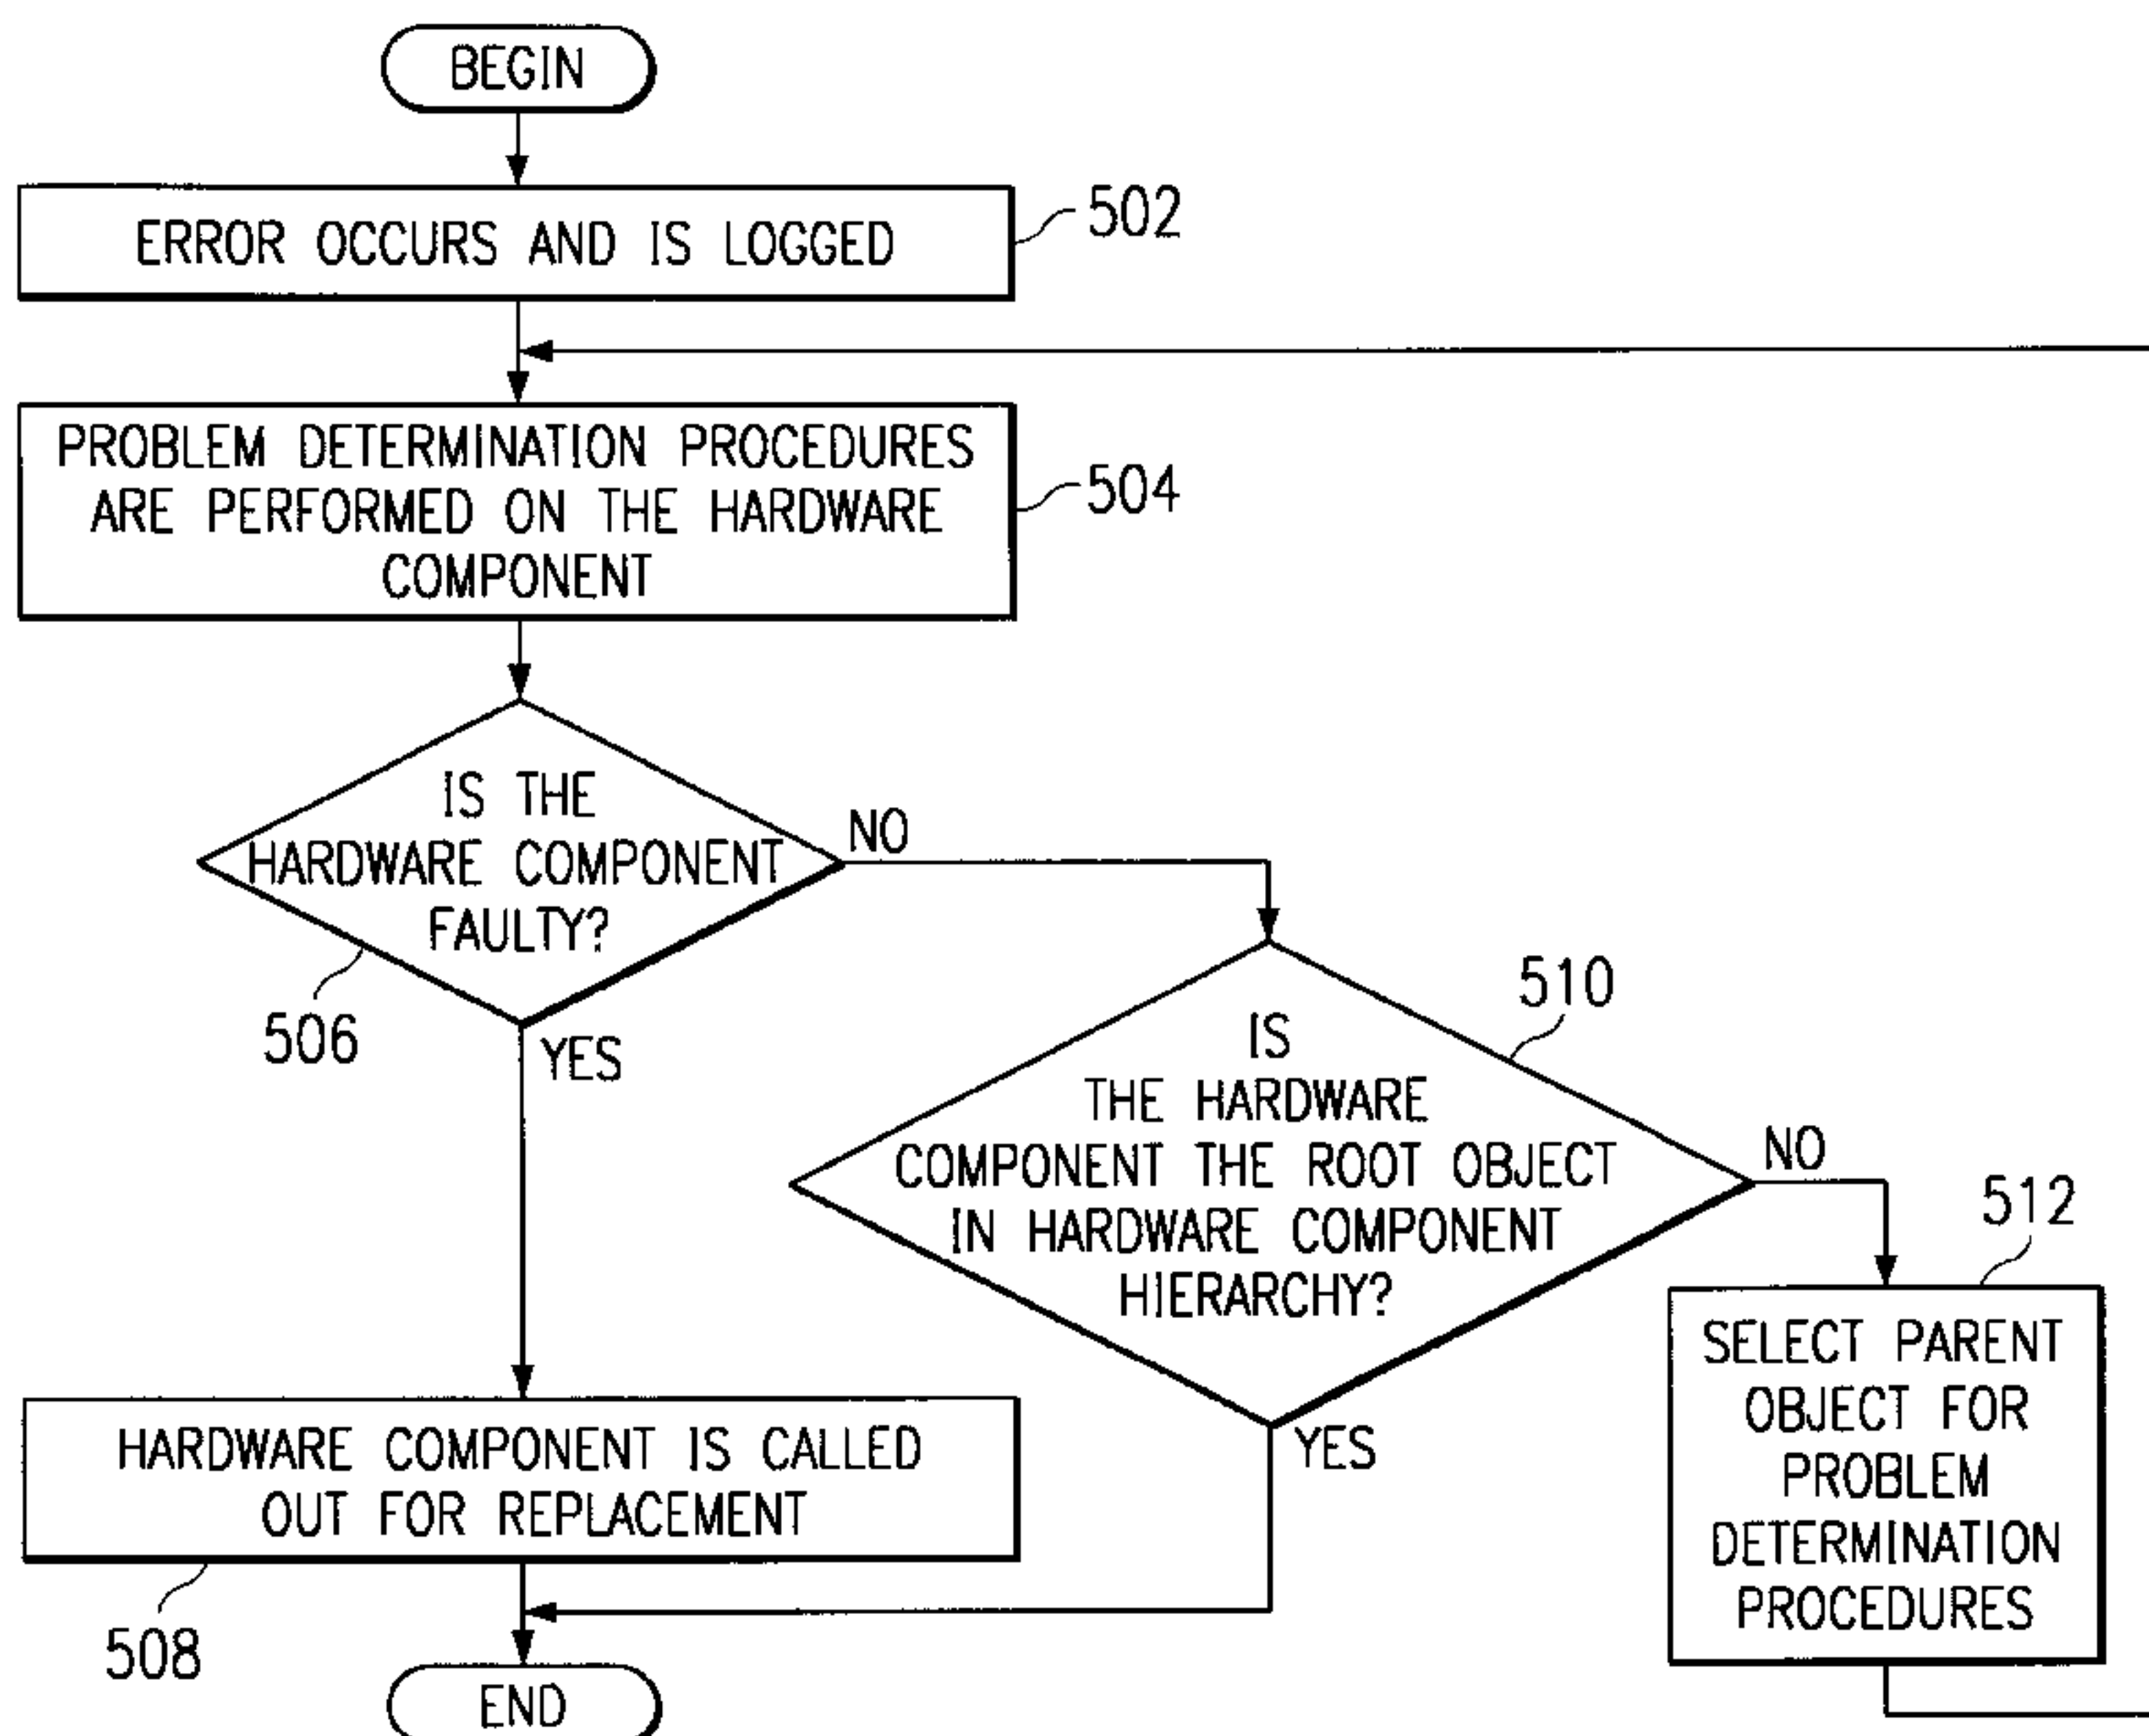 BEGIN
ERROR OCCURS AND IS LOGGED
502
PROBLEM DETERMINATION PROCEDURES
ARE PERFORMED ON THE HARDWARE
COMPONENT
504
IS THE
HARDWARE COMPONENT
FAULTY?
NO
506
YES
510
IS
THE HARDWARE
COMPONENT THE ROOT OBJECT
IN HARDWARE COMPONENT
HIERARCHY?
NO
YES
512
SELECT PARENT
OBJECT FOR
PROBLEM
DETERMINATION
PROCEDURES
HARDWARE COMPONENT IS CALLED
OUT FOR REPLACEMENT
508
END